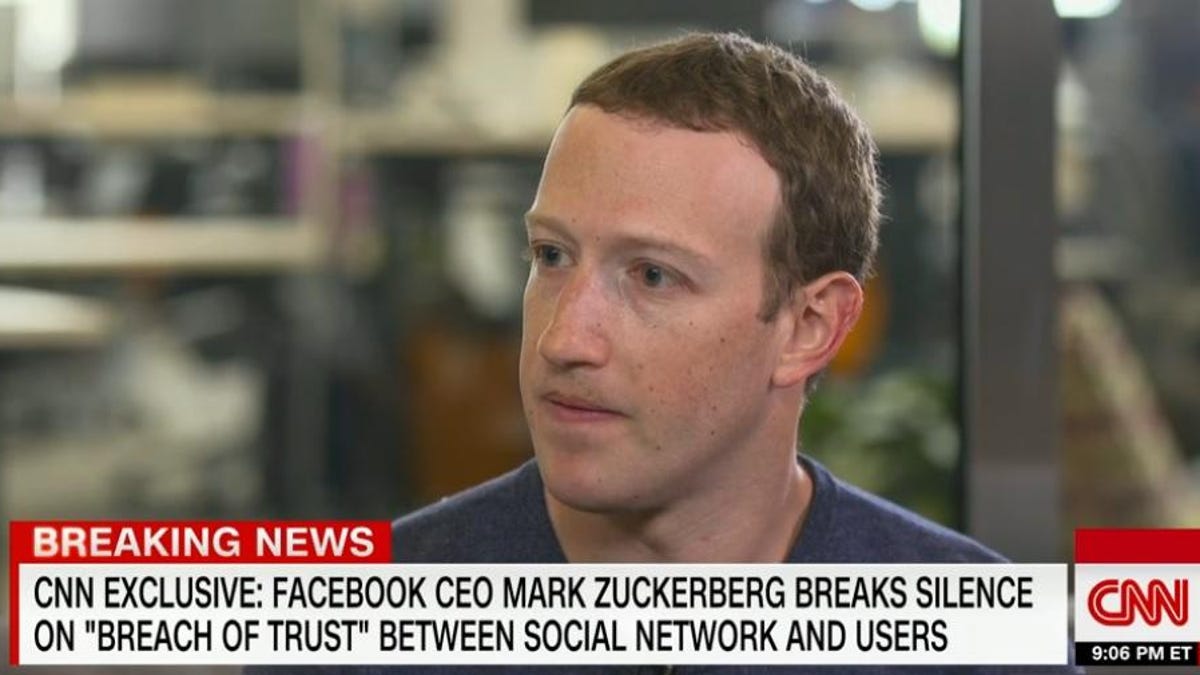 BREAKING NEWS
CNN EXCLUSIVE: FACEBOOK CEO MARK ZUCKERBERG BREAKS SILENCE
ON "BREACH OF TRUST" BETWEEN SOCIAL NETWORK AND USERS
CNN
9:06 PM ET